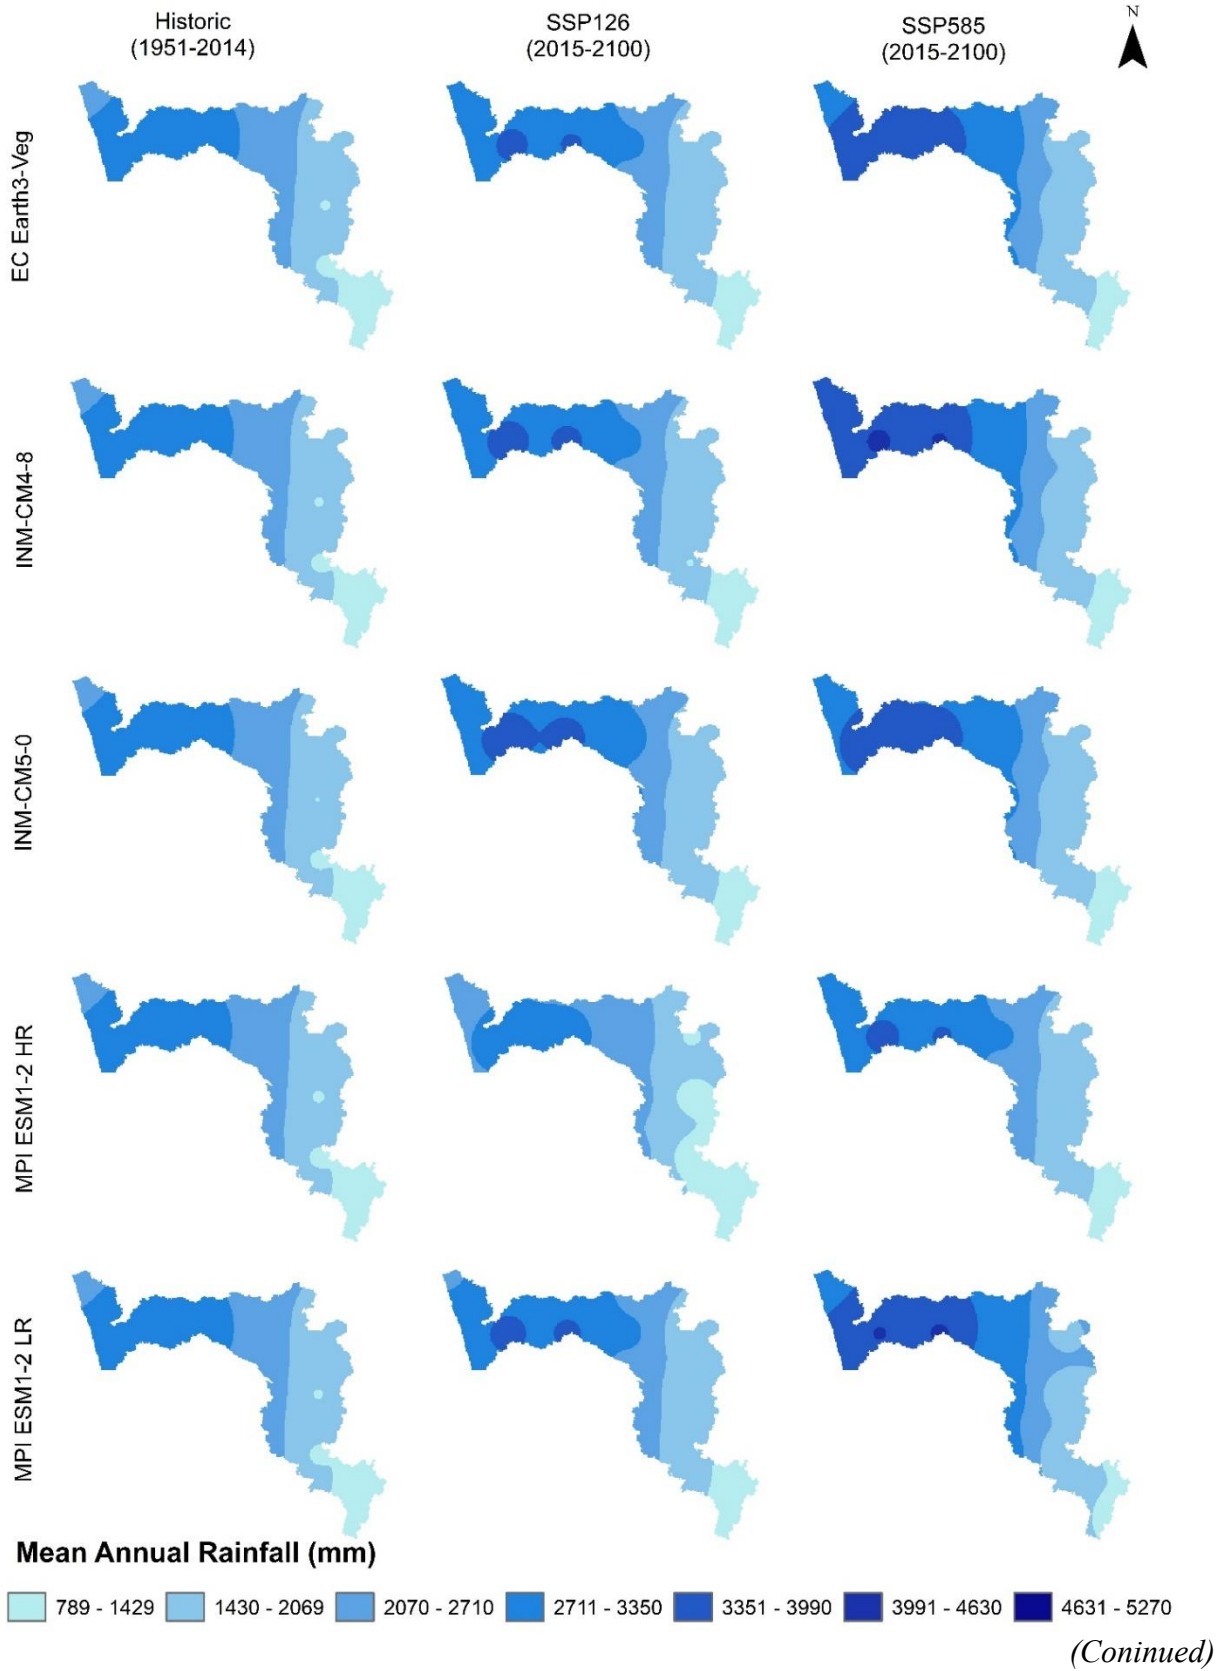 Historic
(1951-2014)
SSP126
(2015-2100)
SSP585
(2015-2100)
N
EC Earth3-Veg
INM-CM4-8
INM-CM5-0
MPI ESM1-2 HR
MPI ESM1-2 LR
Mean Annual Rainfall (mm)
789 - 1429 1430 - 2069 2070 - 2710 2711 - 3350 3351 - 3990 3991 - 4630 4631 - 5270
(Coninued)